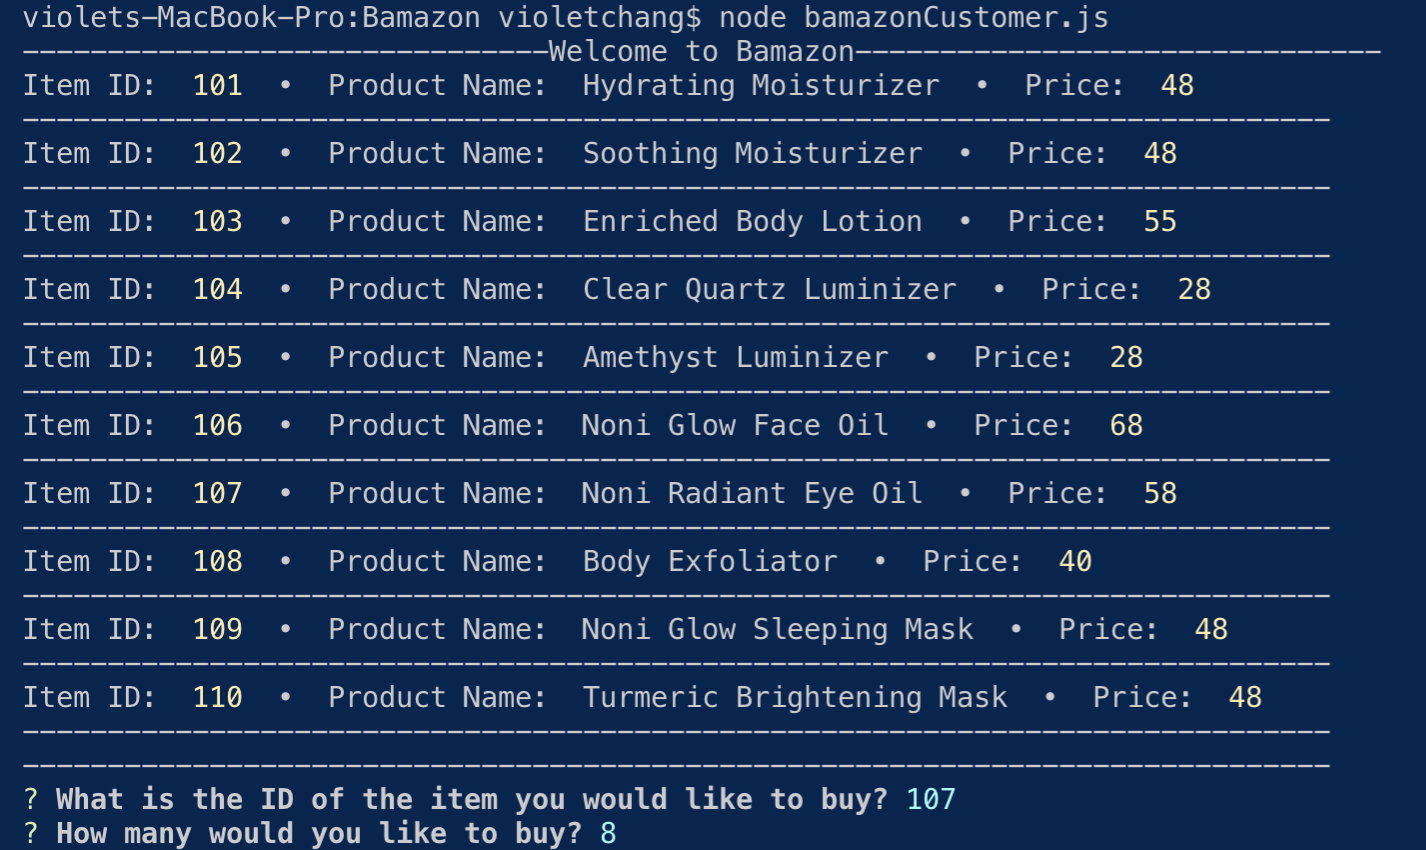 violets-MacBook-Pro:Bamazon violetchang$ node bamazonCustomer.js
-------------------------------Welcome to Bamazon-------------------------------
Item ID:  101  •  Product Name:  Hydrating Moisturizer  •  Price:  48
-----------------------------------------------------------------------------
Item ID:  102  •  Product Name:  Soothing Moisturizer  •  Price:  48
-----------------------------------------------------------------------------
Item ID:  103  •  Product Name:  Enriched Body Lotion  •  Price:  55
-----------------------------------------------------------------------------
Item ID:  104  •  Product Name:  Clear Quartz Luminizer  •  Price:  28
-----------------------------------------------------------------------------
Item ID:  105  •  Product Name:  Amethyst Luminizer  •  Price:  28
-----------------------------------------------------------------------------
Item ID:  106  •  Product Name:  Noni Glow Face Oil  •  Price:  68
-----------------------------------------------------------------------------
Item ID:  107  •  Product Name:  Noni Radiant Eye Oil  •  Price:  58
-----------------------------------------------------------------------------
Item ID:  108  •  Product Name:  Body Exfoliator  •  Price:  40
-----------------------------------------------------------------------------
Item ID:  109  •  Product Name:  Noni Glow Sleeping Mask  •  Price:  48
-----------------------------------------------------------------------------
Item ID:  110  •  Product Name:  Turmeric Brightening Mask  •  Price:  48
-----------------------------------------------------------------------------
-----------------------------------------------------------------------------
? What is the ID of the item you would like to buy? 107
? How many would you like to buy? 8